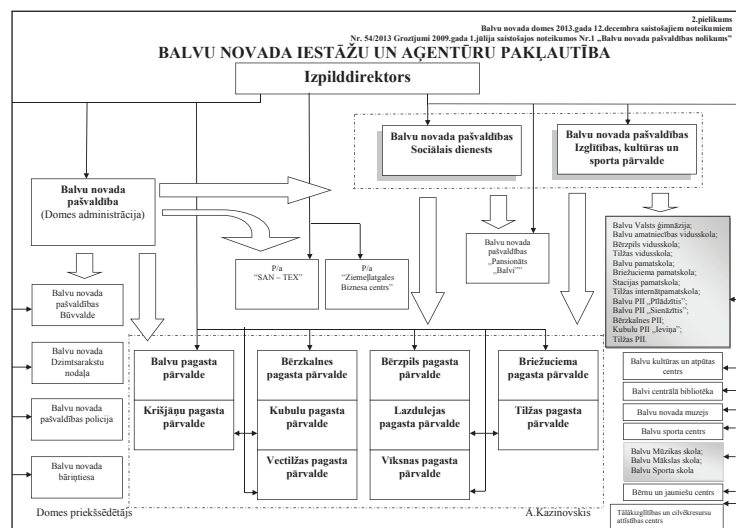 2.pielikums
Balvu novada domes 2013.gada 12.decembra saistošajiem noteikumiem
Nr. 54/2013 Grozījumi 2009.gada 1.jūlija saistošajos noteikumos Nr.1 „Balvu novada pašvaldības nolikums"
BALVU NOVADA IESTĀŽU UN AĢENTŪRU PAKĻAUTĪBA
Izpilddirektors
Balvu novada pašvaldības
Sociālais dienests
Balvu novada pašvaldības
Izglītības, kultūras un
sporta pārvalde
Balvu novada
pašvaldība
(Domes administrācija)
P/a
"SAN – TEX"
P/a
"Ziemeļlatgales
Biznesa centrs"
Balvu novada
pašvaldības
„Pansionāts
„Balvi""
Balvu Valsts ģimnāzija;
Balvu amatniecības vidusskola;
Bērzpils vidusskola;
Tilžas vidusskola;
Balvu pamatskola;
Briežuciema pamatskola;
Stacijas pamatskola;
Tilžas internātpamatskola;
Balvu PII „Pīlādzītis";
Balvu PII „Sienāzītis";
Bērzkalnes PII;
Kubulu PII „Ieviņa";
Tilžas PII.
Balvu novada
pašvaldības
Būvvalde
Balvu novada
Dzimtsarakstu
nodaļa
Balvu novada
pašvaldības policija
Balvu novada
bāriņtiesa
Balvu pagasta
pārvalde
Krišjāņu pagasta
pārvalde
Bērzkalnes
pagasta pārvalde
Kubulu pagasta
pārvalde
Vectilžas pagasta
pārvalde
Bērzpils pagasta
pārvalde
Lazdulejas
pagasta pārvalde
Vīksnas pagasta
pārvalde
Briežuciema
pagasta pārvalde
Tilžas pagasta
pārvalde
Balvu kultūras un atpūtas
centrs
Balvi centrālā bibliotēka
Balvu novada muzejs
Balvu sporta centrs
Balvu Mūzikas skola;
Balvu Mākslas skola;
Balvu Sporta skola
Bērnu un jauniešu centrs
Tālākizglītības un cilvēkresursu
attīstības centrs
Domes priekšsēdētājs
A.Kazinovskis